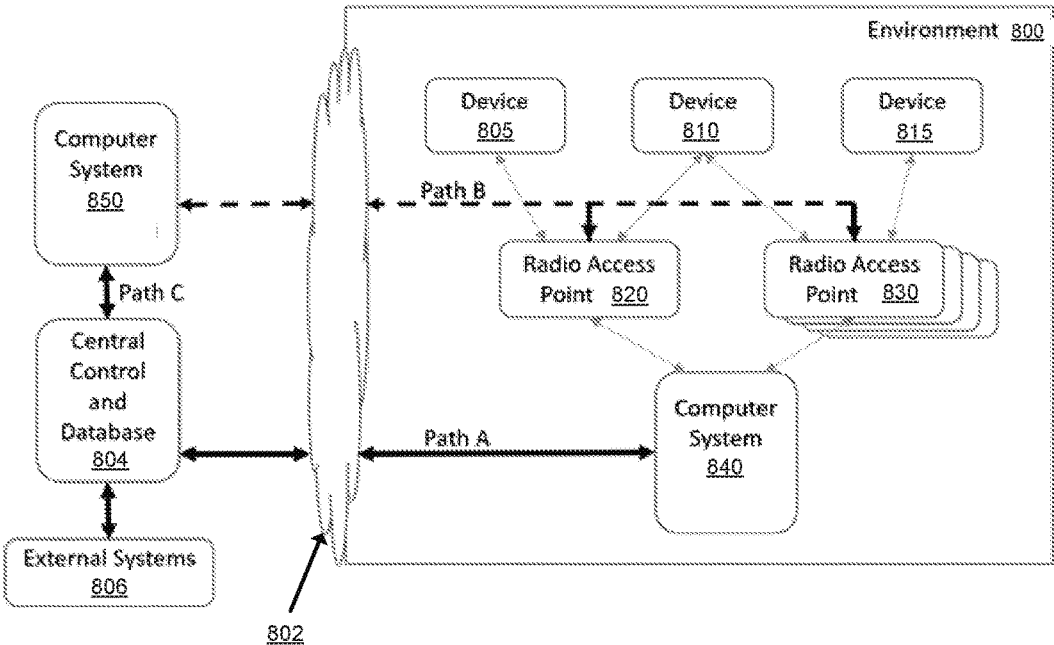 Environment 800
Device
805
Device
810
Device
815
Computer
System
850
Path B
Radio Access
Point 820
Radio Access
Point 830
Path C
Central
Control
and
Database
804
Path A
Computer
System
840
External Systems
806
802